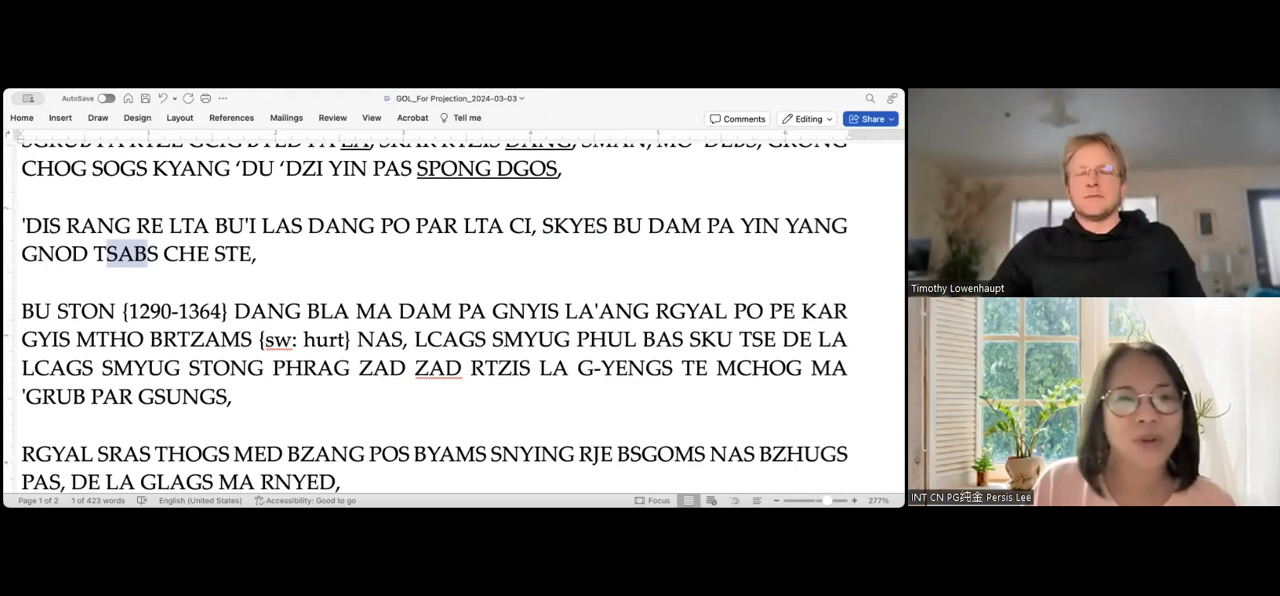 AutoSave
GOL_For Projection_2024-03-03
Home Insert Draw Design Layout References Mailings Review View Acrobat Tell me Comments Editing Share
CHOG SOGS KYANG ‘DU ‘DZI YIN PAS SPONG DGOS,
'DIS RANG RE LTA BU'I LAS DANG PO PAR LTA CI, SKYES BU DAM PA YIN YANG
GNOD TSABS CHE STE,
BU STON {1290-1364} DANG BLA MA DAM PA GNYIS LA'ANG RGYAL PO PE KAR
GYIS MTHO BRTZAMS {sw: hurt} NAS, LCAGS SMYUG PHUL BAS SKU TSE DE LA
LCAGS SMYUG STONG PHRAG ZAD ZAD RTZIS LA G-YENGS TE MCHOG MA
'GRUB PAR GSUNGS,
RGYAL SRAS THOGS MED BZANG POS BYAMS SNYING RJE BSGOMS NAS BZHUGS
PAS, DE LA GLAGS MA RNYED,
Page 1 of 2 1 of 423 words English (United States) Accessibility: Good to go Focus 277%
Timothy Lowenhaupt
INT CN PG纯金 Persis Lee